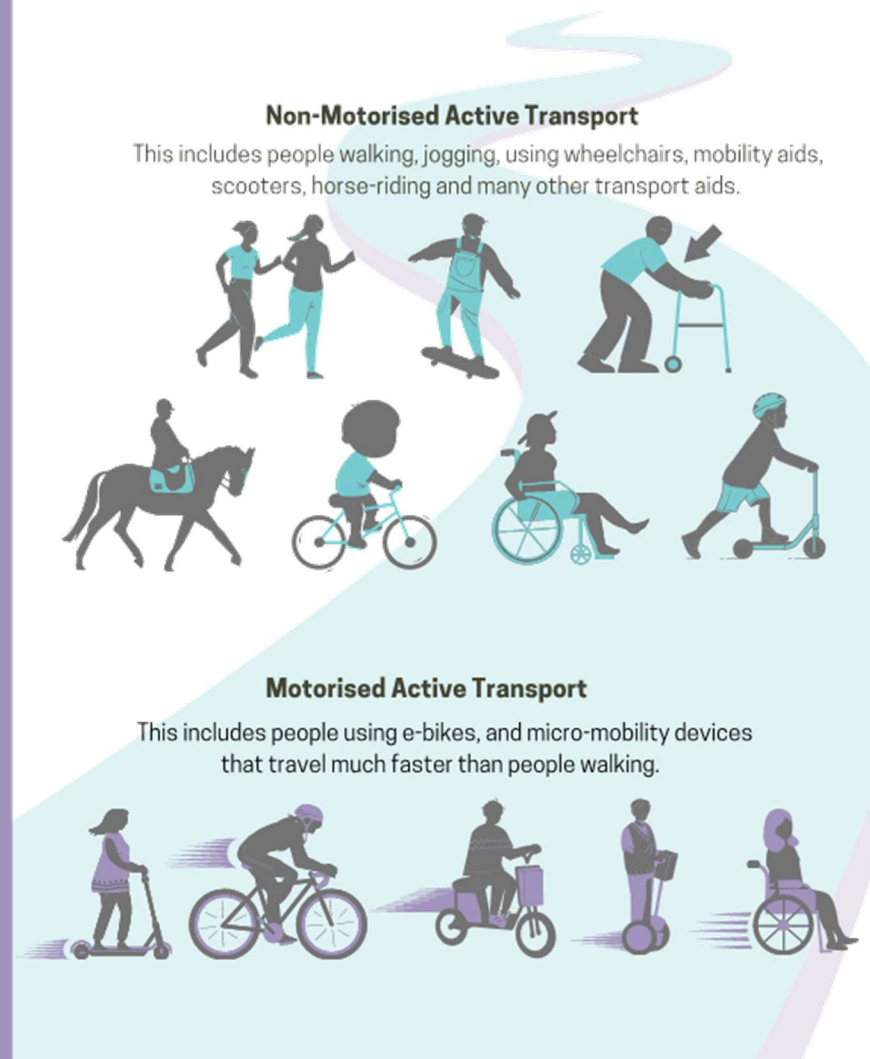 Non-Motorised Active Transport
This includes people walking, jogging, using wheelchairs, mobility aids,
scooters, horse-riding and many other transport aids.
Motorised Active Transport
This includes people using e-bikes, and micro-mobility devices
that travel much faster than people walking.